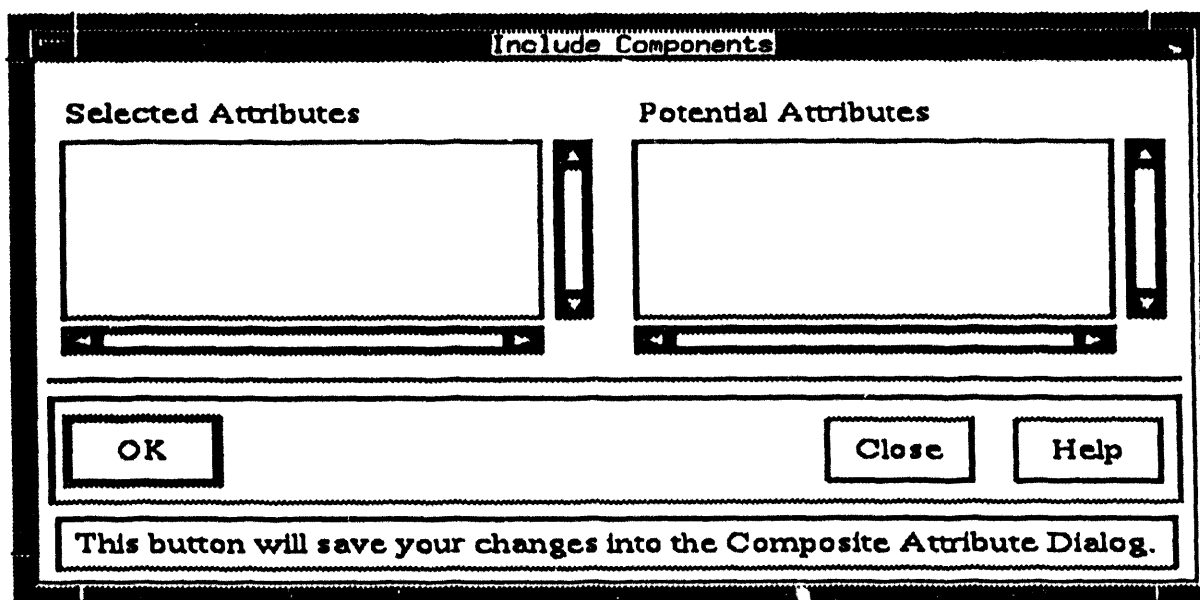 Include Components
Selected Attributes
Potential Attributes
OK
Close
Help
This button will save your changes into the Composite Attribute Dialog.